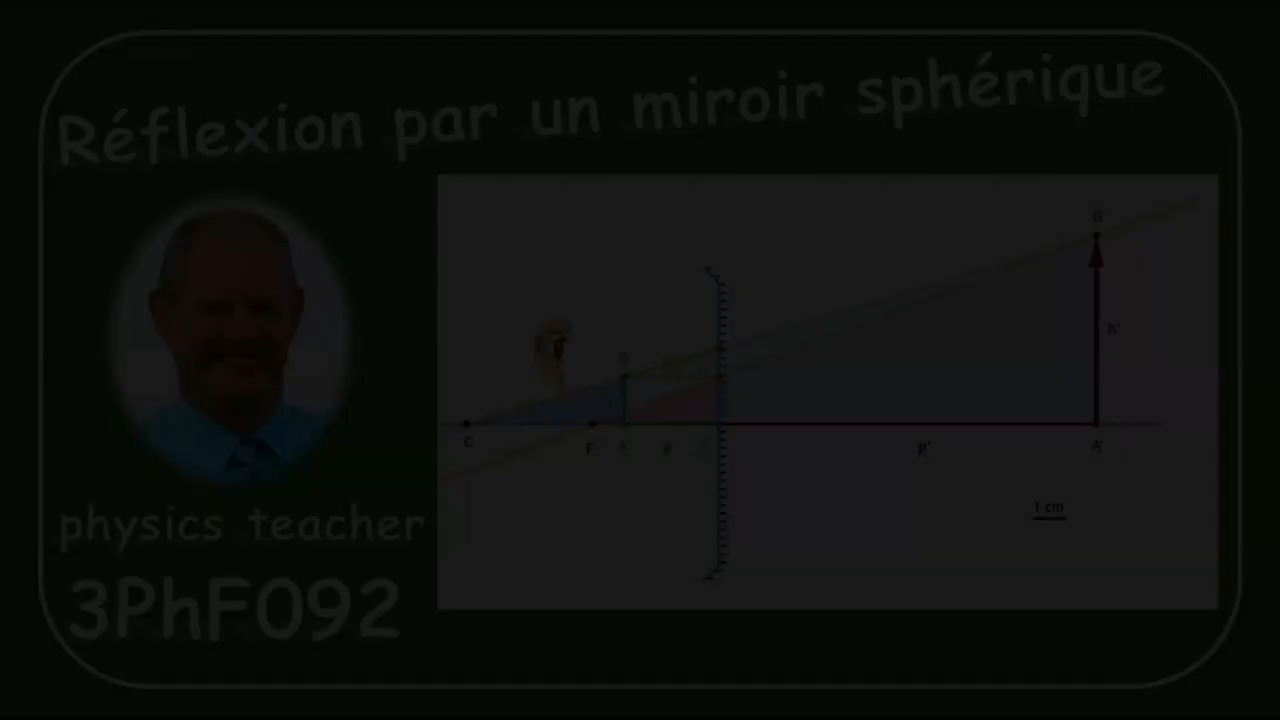 Réflexion par un miroir sphérique
h'
C
F
p
p'
A'
1 cm
physics teacher
3PhF092